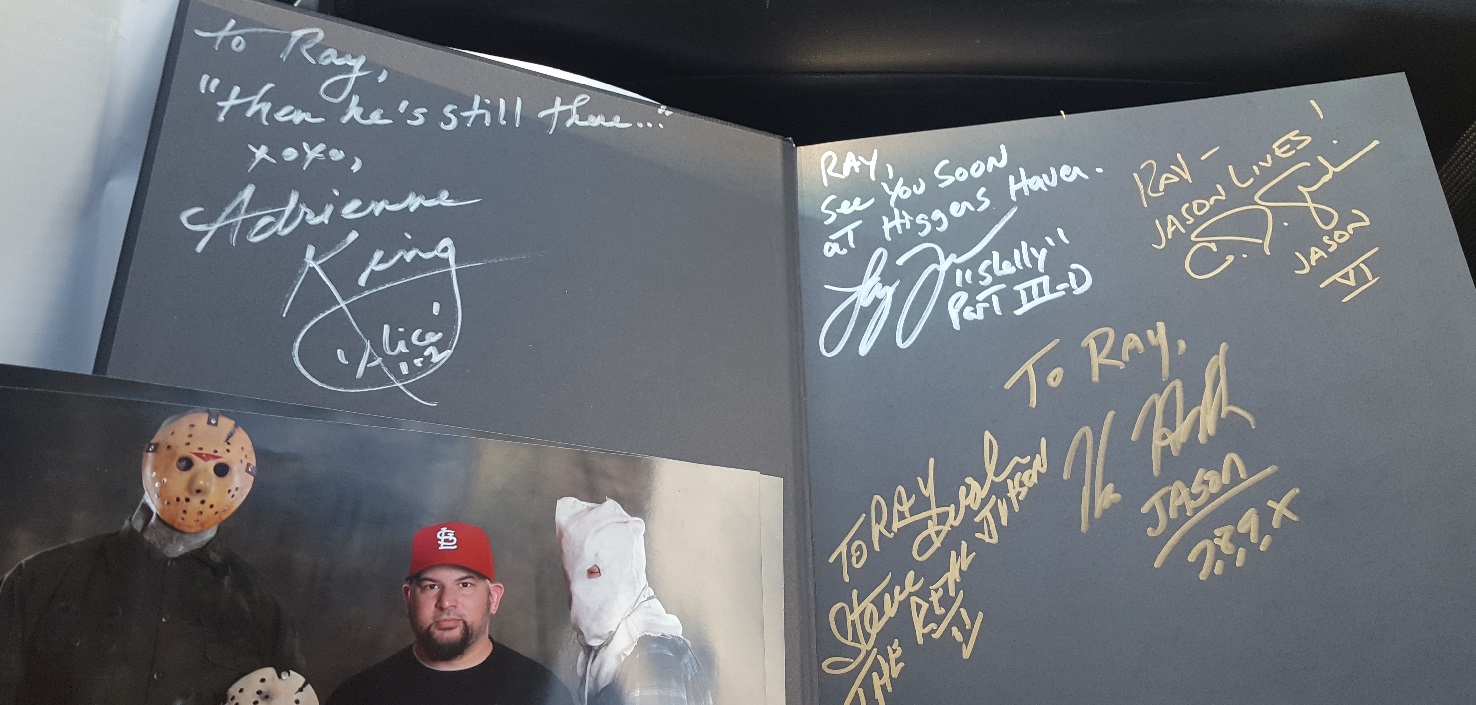 to Ray,
"then he's still there..."
xoxo,
Adrienne
King
'Alice'
1+2
RAY,
See You Soon
at Higgens Haven.
"Shelly"
Part III-D
RAY-
JASON LIVES!
C.J.
JASON
VI
TO RAY,
JASON
7,8,9,X
TO RAY
Steve
THE REAL JASON
II
StL